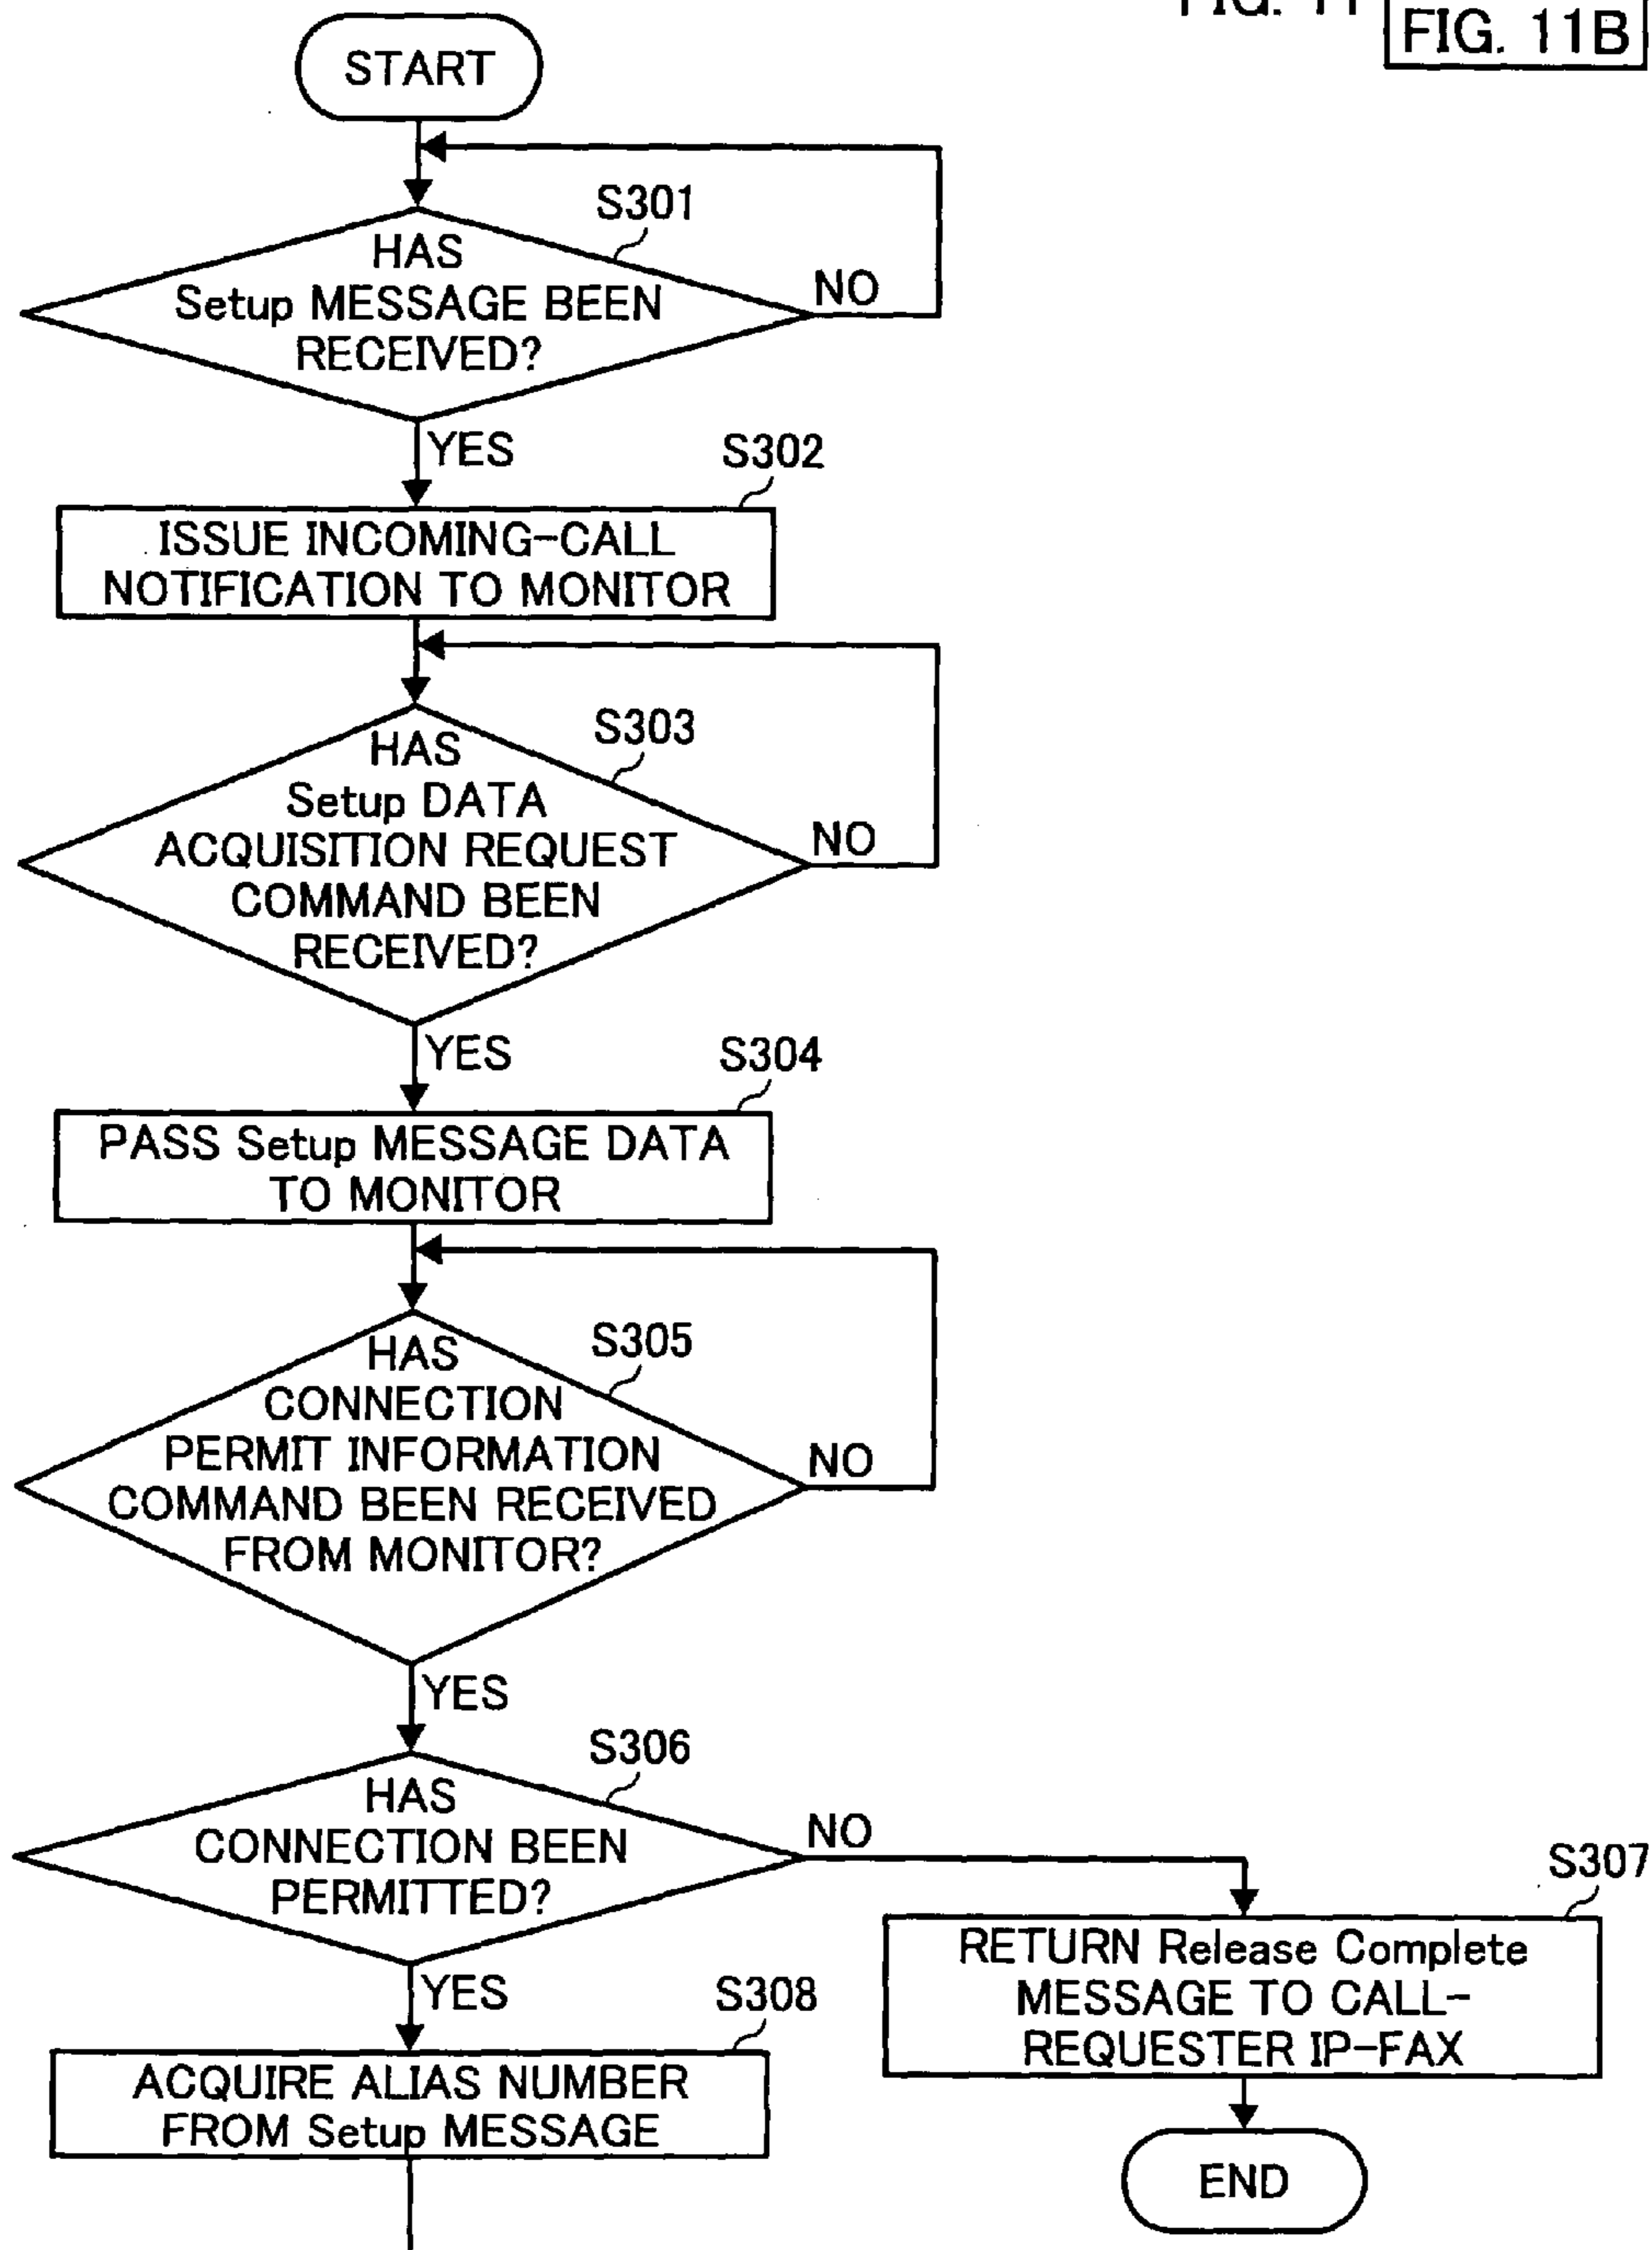 FIG. 11
FIG. 11B
START
S301
HAS
Setup MESSAGE BEEN
RECEIVED?
NO
YES
S302
ISSUE INCOMING-CALL
NOTIFICATION TO MONITOR
S303
HAS
Setup DATA
ACQUISITION REQUEST
COMMAND BEEN
RECEIVED?
NO
YES
S304
PASS Setup MESSAGE DATA
TO MONITOR
S305
HAS
CONNECTION
PERMIT INFORMATION
COMMAND BEEN RECEIVED
FROM MONITOR?
NO
YES
S306
HAS
CONNECTION BEEN
PERMITTED?
NO
S307
RETURN Release Complete
MESSAGE TO CALL-
REQUESTER IP-FAX
END
YES
S308
ACQUIRE ALIAS NUMBER
FROM Setup MESSAGE